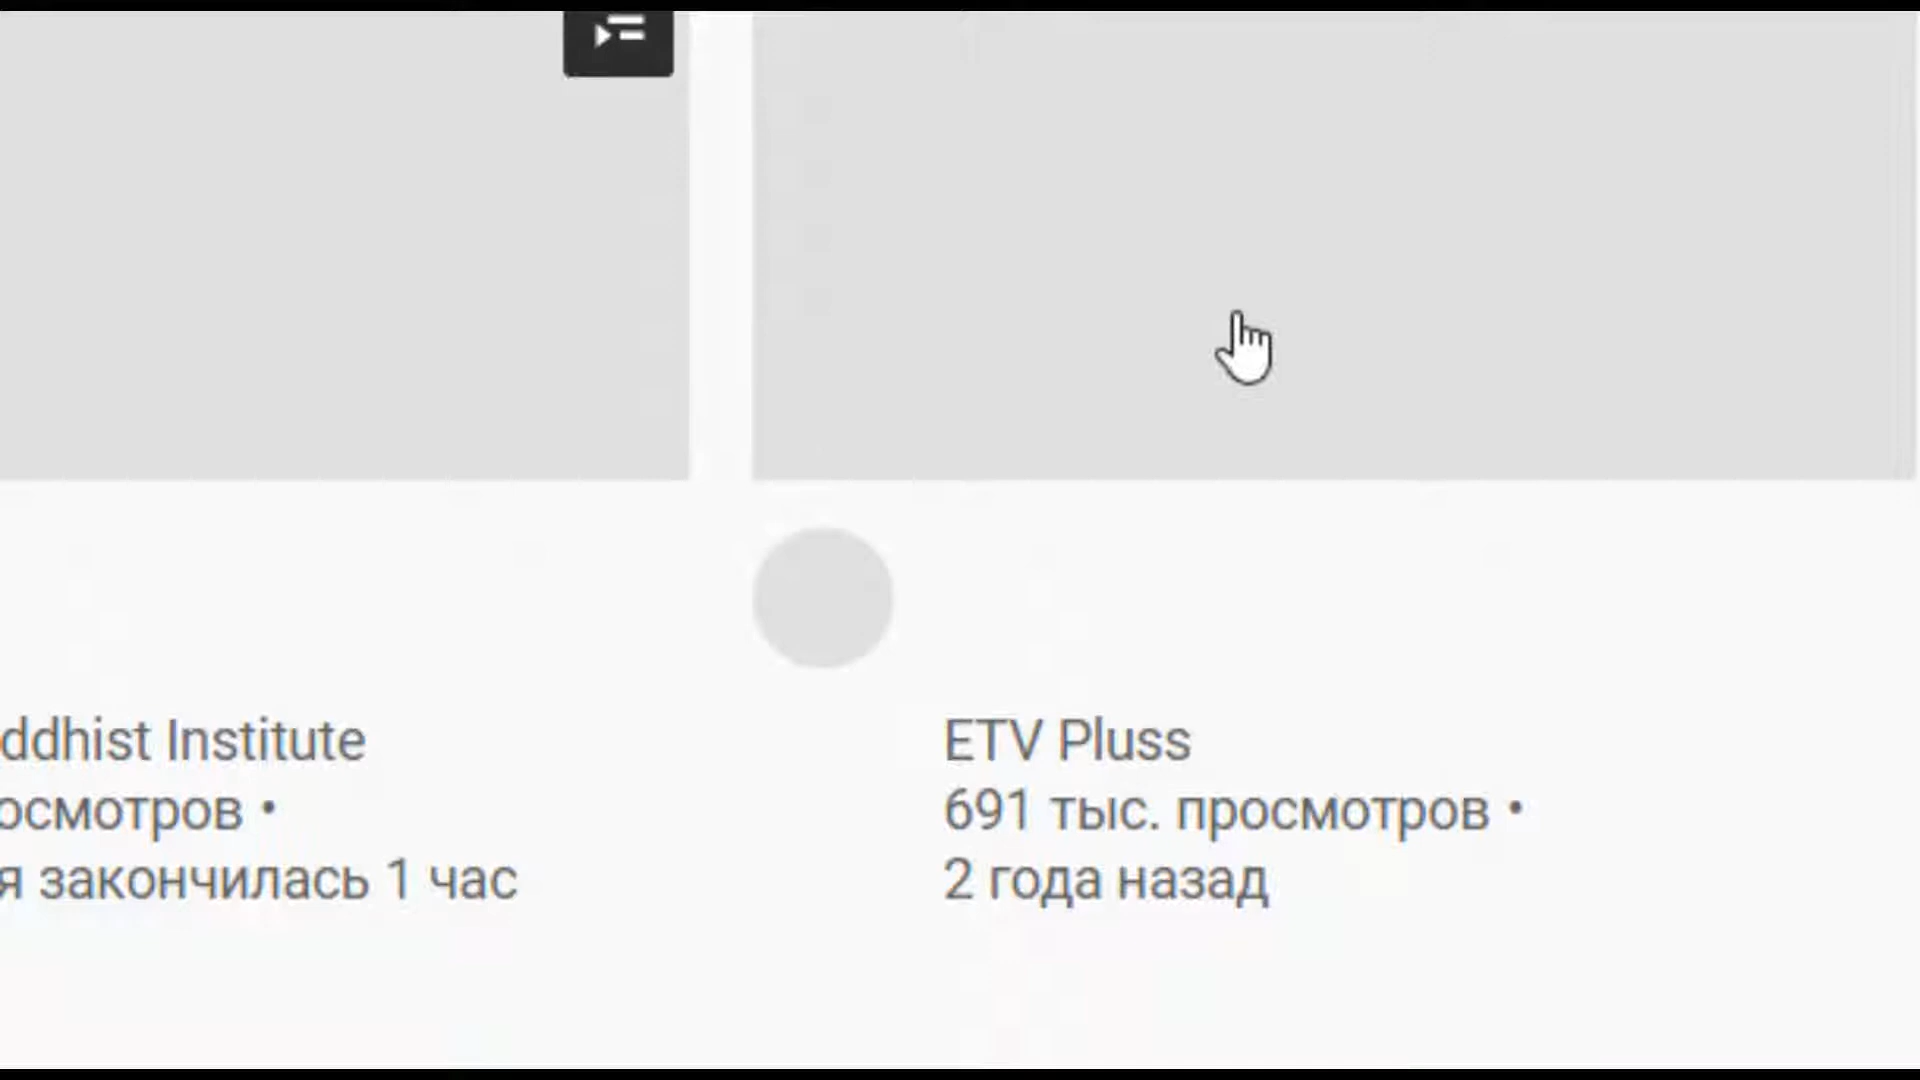 ddhist Institute
осмотров •
я закончилась 1 час
ETV Pluss
691 тыс. просмотров •
2 года назад